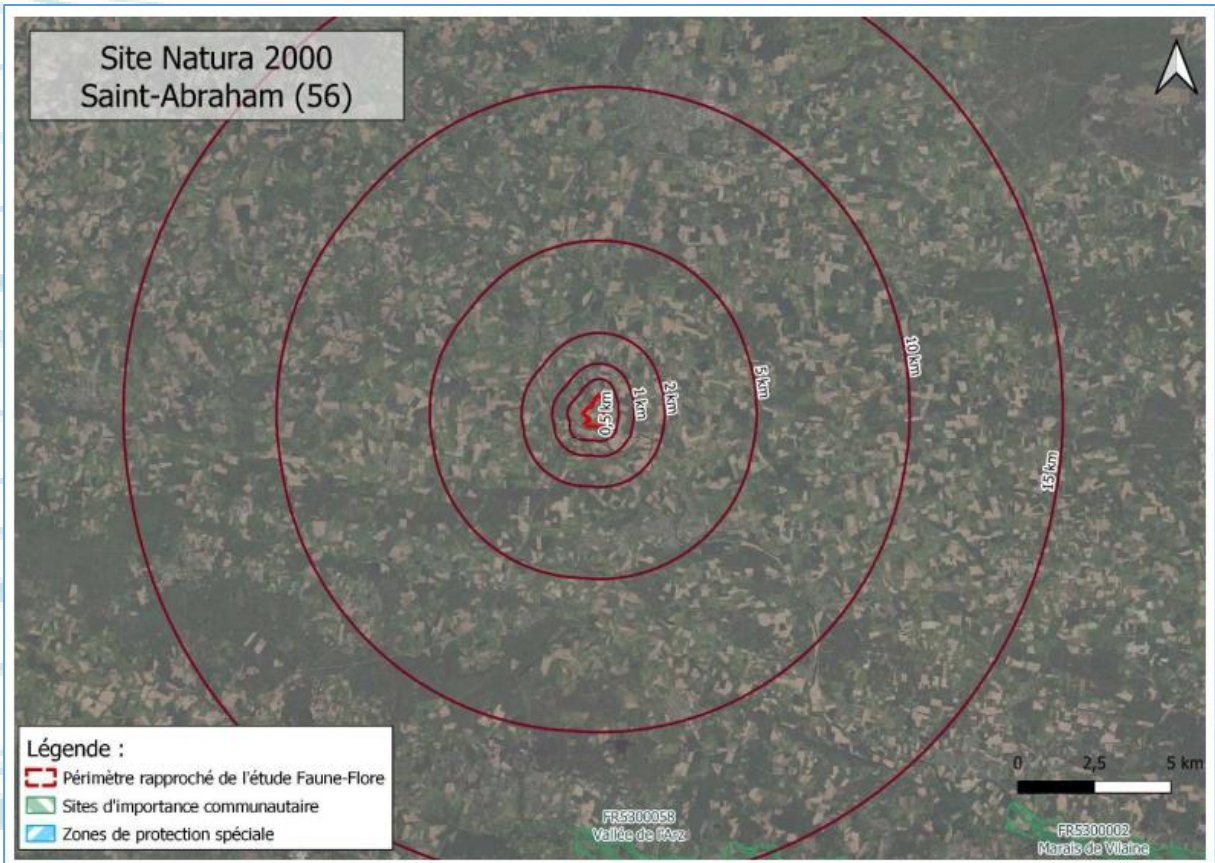 Site Natura 2000
Saint-Abraham (56)
10 km
5 km
2 km
1 km
0,5 km
15 km
Légende :
Périmètre rapproché de l'étude Faune-Flore
Sites d'importance communautaire
Zones de protection spéciale
0 2,5 5 km
FR5300058
Vallée de l'Arz
FR5300002
Marais de Vilaine